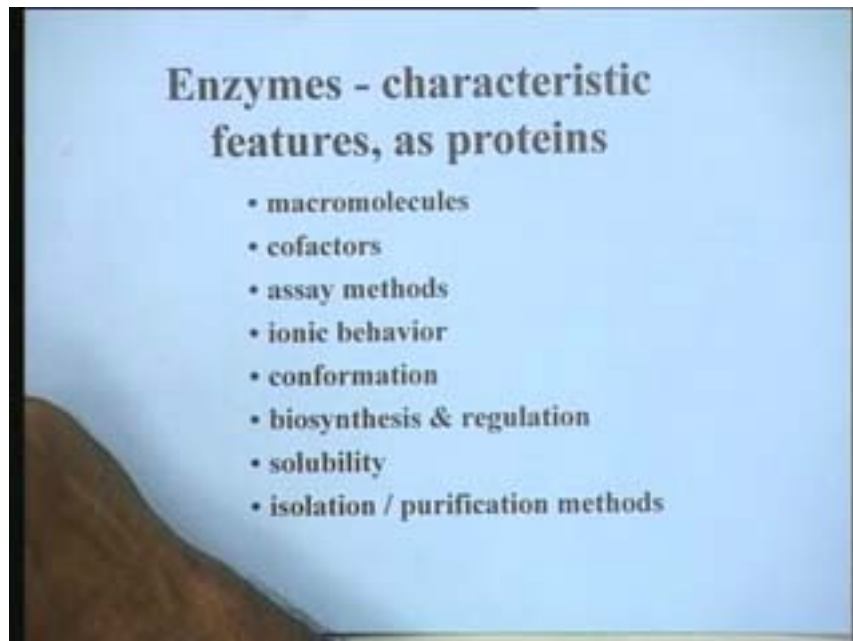 Enzymes - characteristic
features, as proteins
• macromolecules
• cofactors
• assay methods
• ionic behavior
• conformation
• biosynthesis & regulation
• solubility
• isolation / purification methods